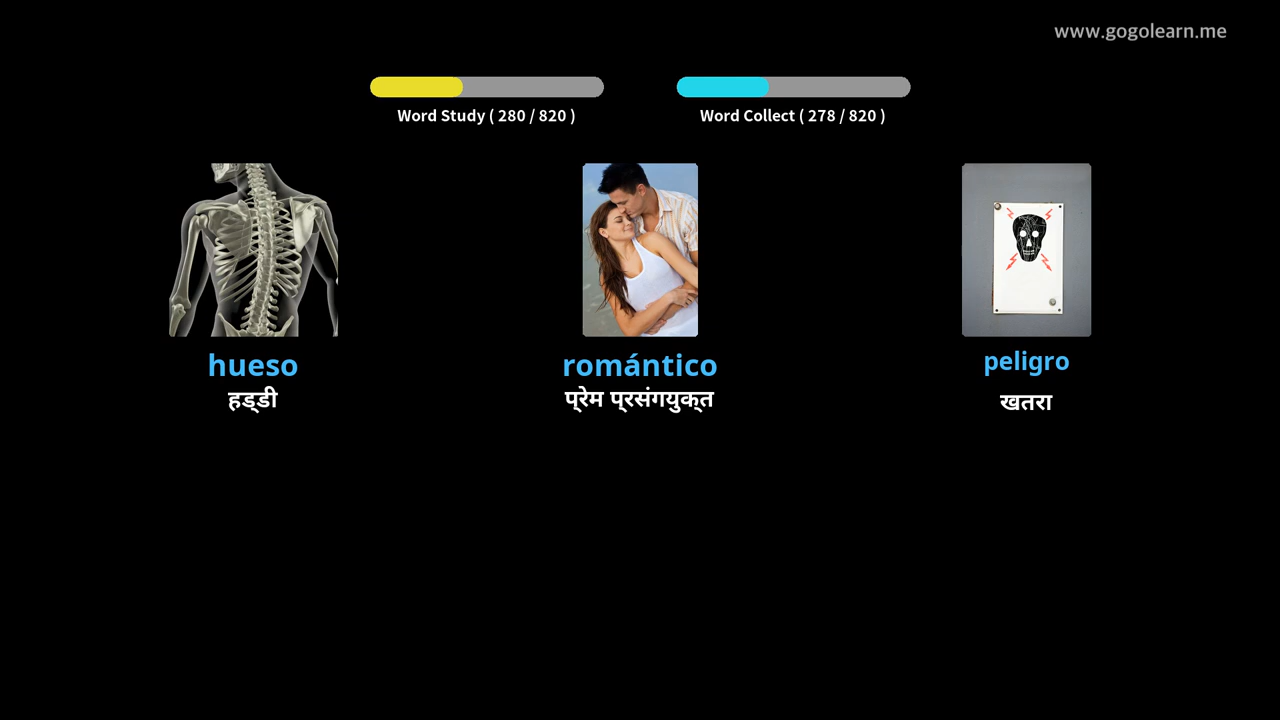 www.gogolearn.me
Word Study ( 280 / 820 )
Word Collect ( 278 / 820 )
hueso
हड्‌डी
romántico
प्रेम प्रसंगयुक्त
peligro
खतरा